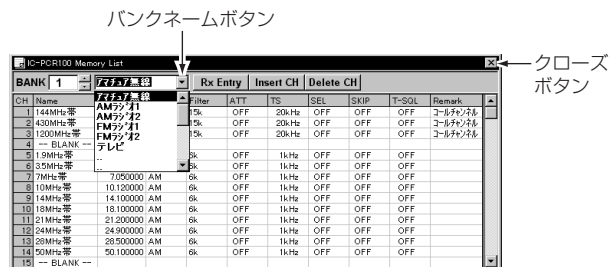 バンクネームボタン
クローズ
ボタン
IC-PCR100 Memory List
BANK 1 アマチュア無線 Rx Entry Insert CH Delete CH
CH Name Filter ATT TS SEL SKIP T-SQL Remark
アマチュア無線
AMラジオ1
AMラジオ2
FMラジオ1
FMラジオ2
テレビ
--
--
1 144MHz帯 15k OFF 20kHz OFF OFF OFF コールチャンネル
2 430MHz帯 15k OFF 20kHz OFF OFF OFF コールチャンネル
3 1200MHz帯 15k OFF 20kHz OFF OFF OFF コールチャンネル
4 -- BLANK --
5 1.9MHz帯 6k OFF 1kHz OFF OFF OFF
6 3.5MHz帯 6k OFF 1kHz OFF OFF OFF
7 7MHz帯 7.050000 AM 6k OFF 1kHz OFF OFF OFF
8 10MHz帯 10.120000 AM 6k OFF 1kHz OFF OFF OFF
9 14MHz帯 14.100000 AM 6k OFF 1kHz OFF OFF OFF
10 18MHz帯 18.100000 AM 6k OFF 1kHz OFF OFF OFF
11 21MHz帯 21.200000 AM 6k OFF 1kHz OFF OFF OFF
12 24MHz帯 24.900000 AM 6k OFF 1kHz OFF OFF OFF
13 28MHz帯 28.500000 AM 6k OFF 1kHz OFF OFF OFF
14 50MHz帯 50.100000 AM 6k OFF 1kHz OFF OFF OFF
15 -- BLANK --